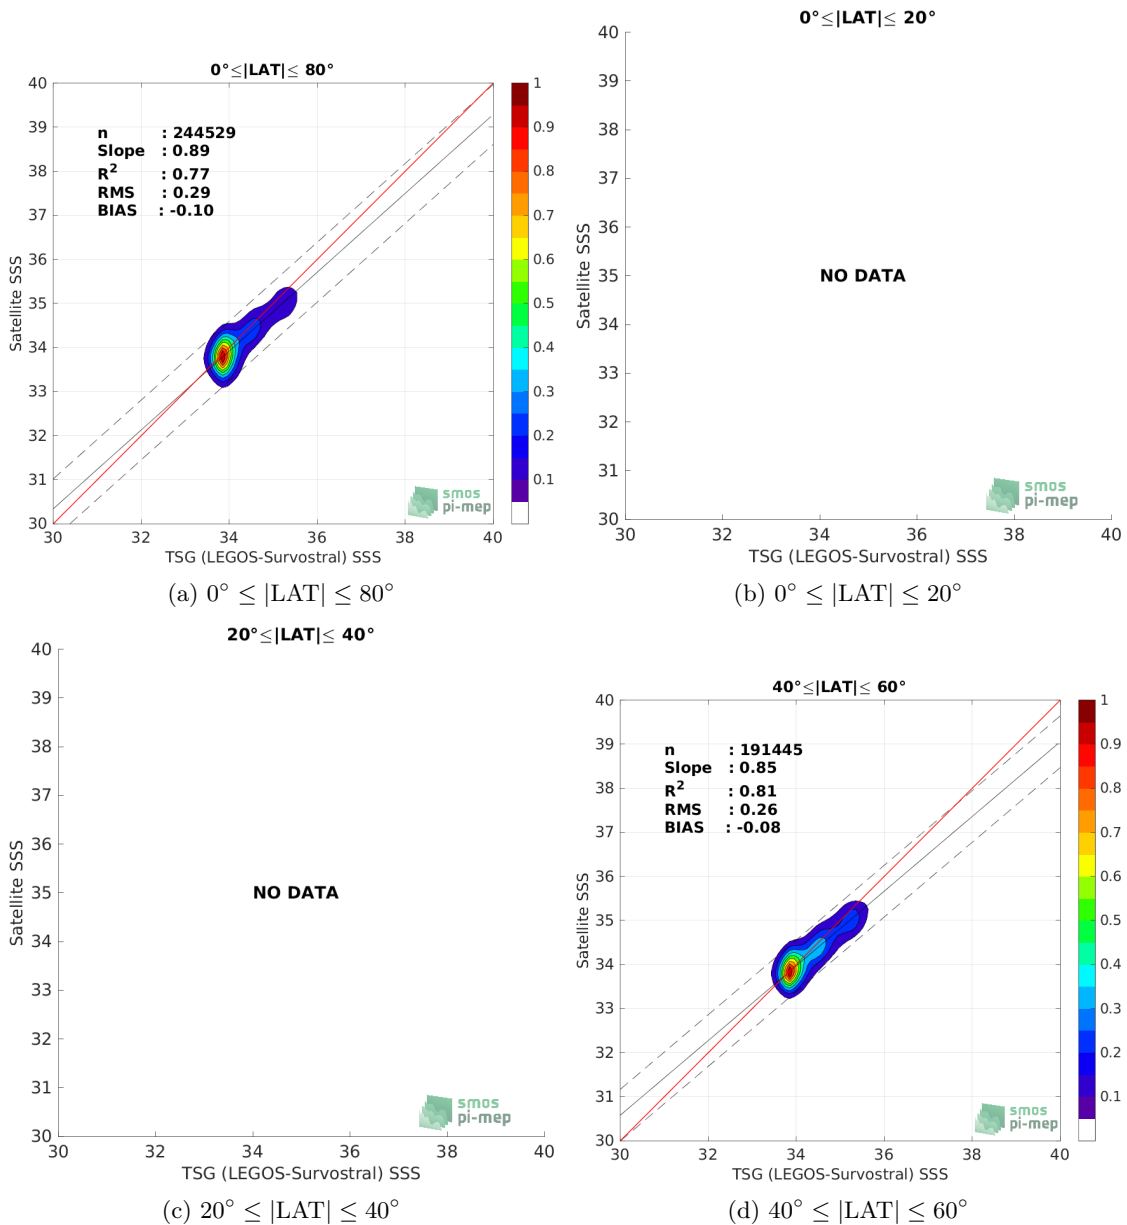 0°≤|LAT|≤ 80°
40
39
38
37
36
35
34
33
32
31
30
Satellite SSS
n : 244529
Slope : 0.89
R² : 0.77
RMS : 0.29
BIAS : -0.10
smos
pi-mep
30 32 34 36 38 40
TSG (LEGOS-Survostral) SSS
1
0.9
0.8
0.7
0.6
0.5
0.4
0.3
0.2
0.1
(a) 0° ≤ |LAT| ≤ 80°
0°≤|LAT|≤ 20°
40
39
38
37
36
35
34
33
32
31
30
Satellite SSS
NO DATA
smos
pi-mep
30 32 34 36 38 40
TSG (LEGOS-Survostral) SSS
(b) 0° ≤ |LAT| ≤ 20°
20°≤|LAT|≤ 40°
40
39
38
37
36
35
34
33
32
31
30
Satellite SSS
NO DATA
smos
pi-mep
30 32 34 36 38 40
TSG (LEGOS-Survostral) SSS
(c) 20° ≤ |LAT| ≤ 40°
40°≤|LAT|≤ 60°
40
39
38
37
36
35
34
33
32
31
30
Satellite SSS
n : 191445
Slope : 0.85
R² : 0.81
RMS : 0.26
BIAS : -0.08
smos
pi-mep
30 32 34 36 38 40
TSG (LEGOS-Survostral) SSS
1
0.9
0.8
0.7
0.6
0.5
0.4
0.3
0.2
0.1
(d) 40° ≤ |LAT| ≤ 60°